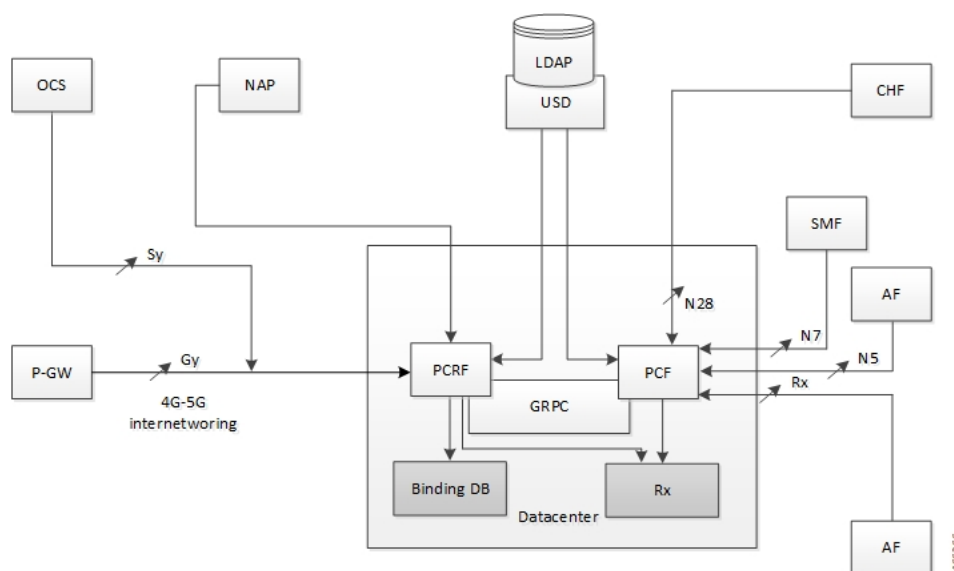 LDAP
OCS
NAP
USD
CHF
SMF
Sy
AF
N28
N7
P-GW
Gy
PCRF
PCF
N5
Rx
4G-5G
internetworing
GRPC
Binding DB
Rx
Datacenter
AF